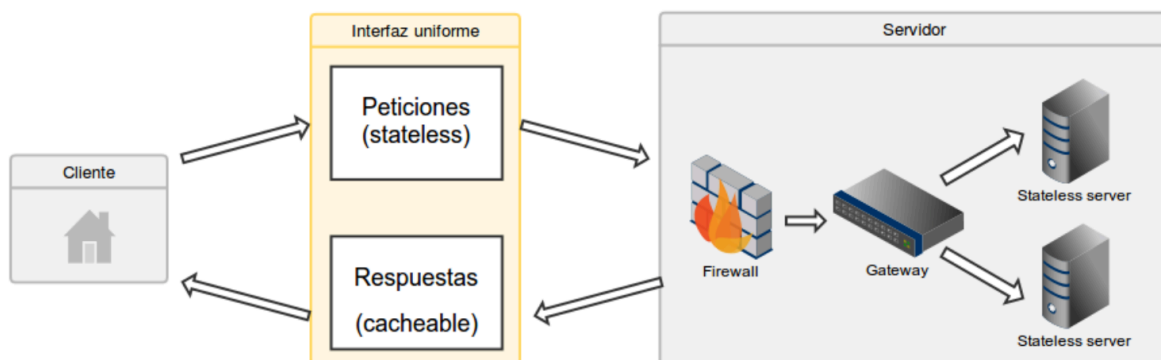 Cliente
Interfaz uniforme
Peticiones
(stateless)
Respuestas
(cacheable)
Servidor
Firewall
Gateway
Stateless server
Stateless server